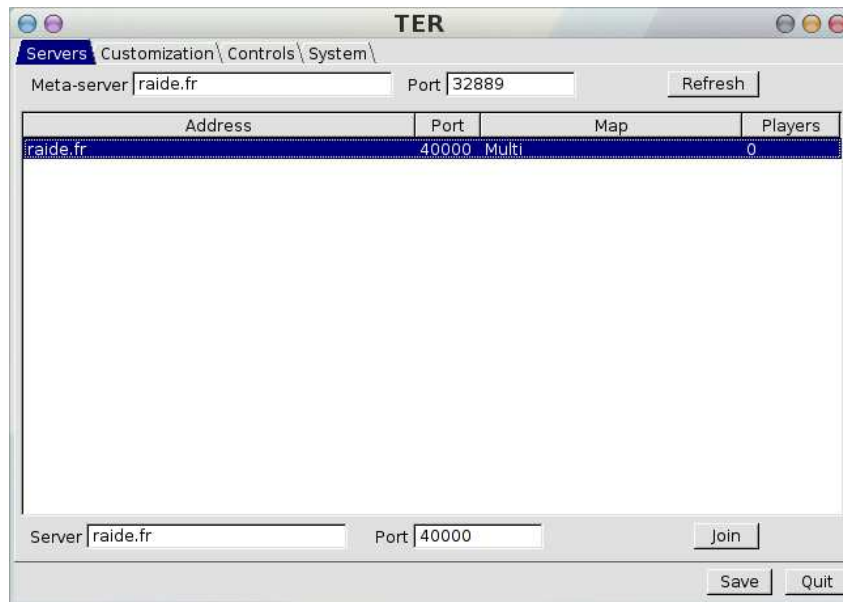 TER
Servers Customization Controls System
Meta-server raide.fr Port 32889 Refresh
Address Port Map Players
raide.fr 40000 Multi 0
Server raide.fr Port 40000 Join
Save Quit